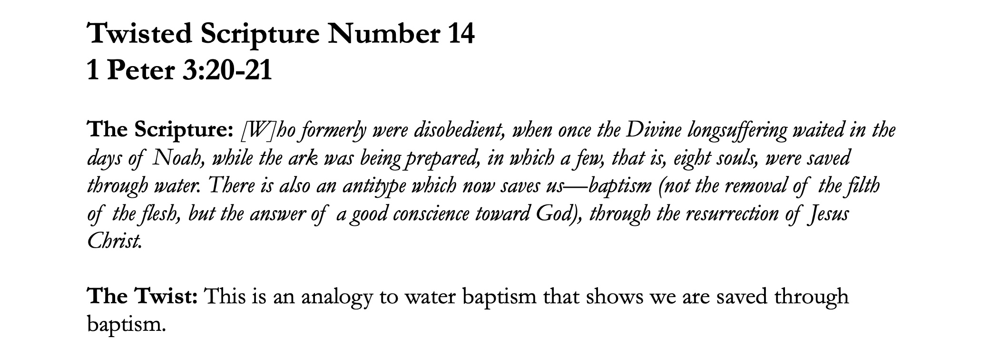 Twisted Scripture Number 14
1 Peter 3:20-21
The Scripture: [W]ho formerly were disobedient, when once the Divine longsuffering waited in the
days of Noah, while the ark was being prepared, in which a few, that is, eight souls, were saved
through water. There is also an antitype which now saves us—baptism (not the removal of the filth
of the flesh, but the answer of a good conscience toward God), through the resurrection of Jesus
Christ.
The Twist: This is an analogy to water baptism that shows we are saved through
baptism.